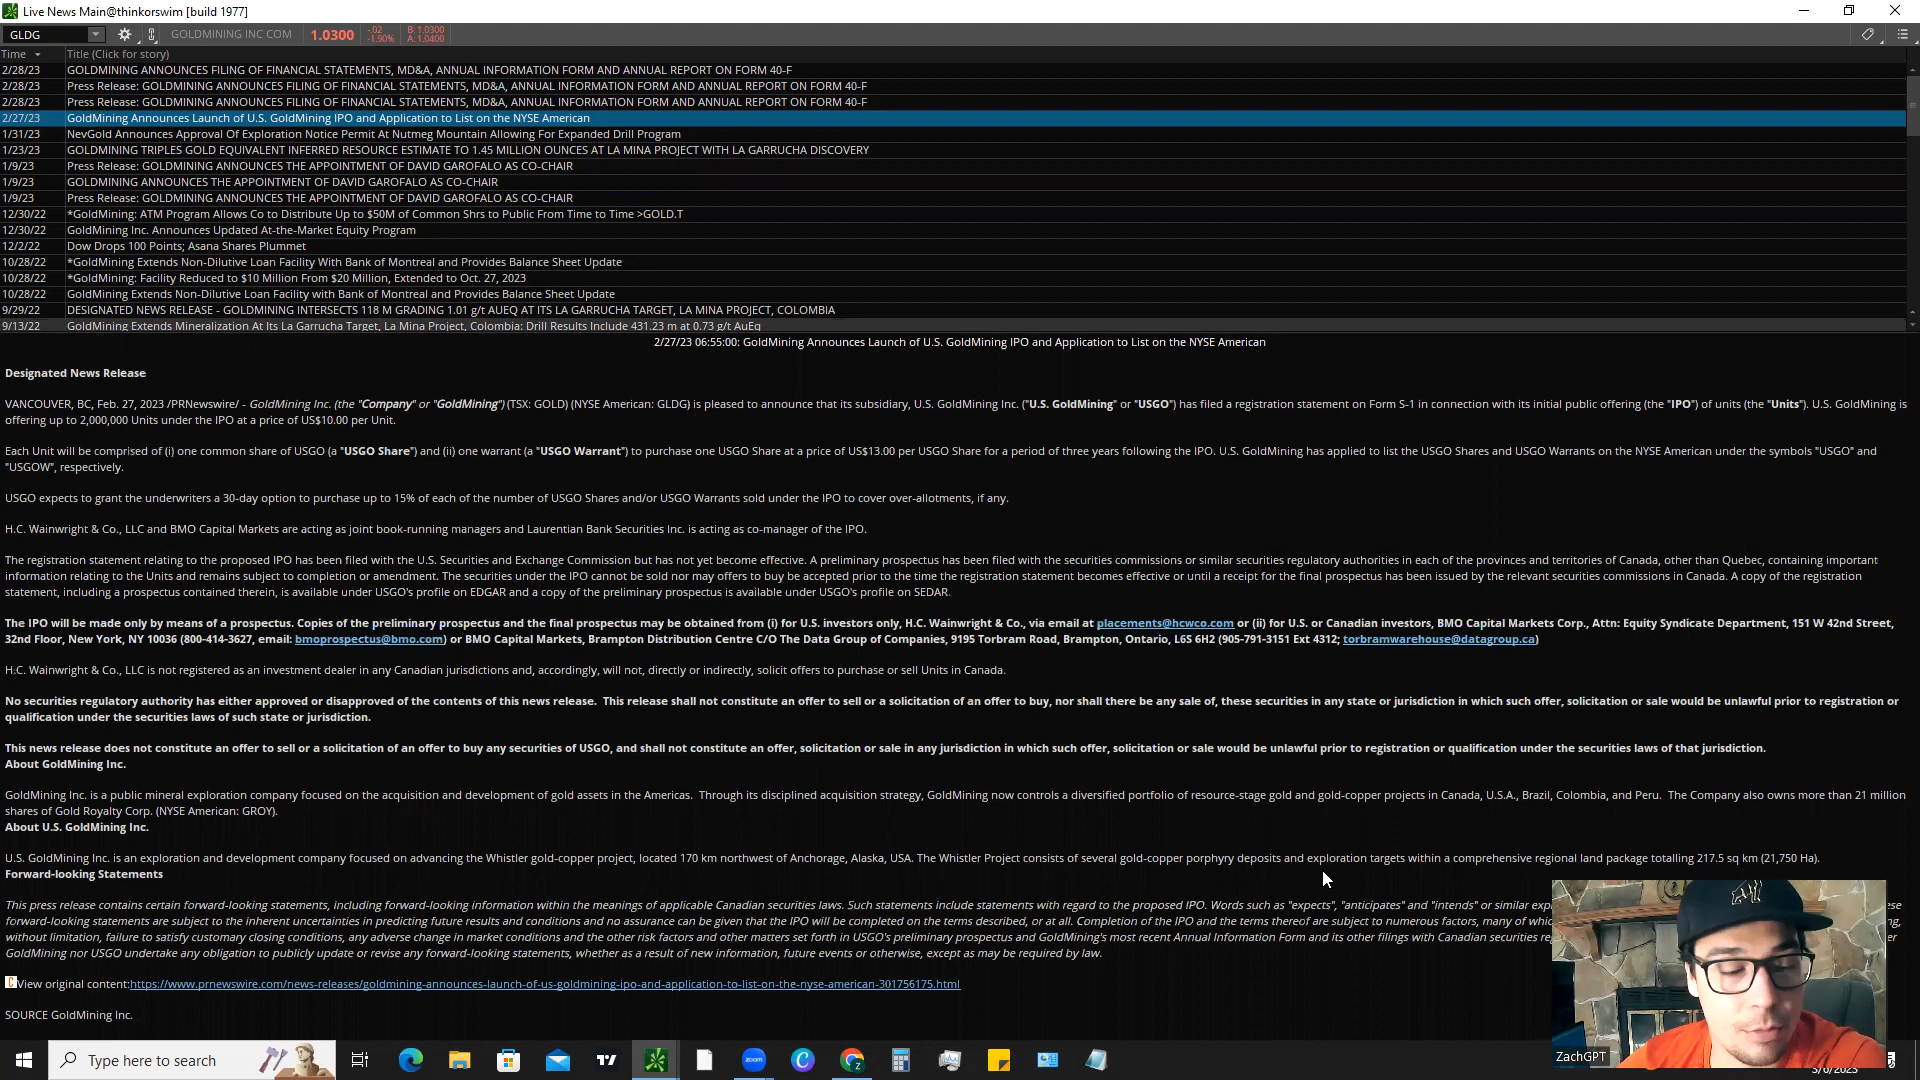 Live News Main@thinkorswim [build 1977]
GLDG GOLDMINING INC COM 1.0300 -.02 -1.90% B: 1.0300 A: 1.0400
Time Title (Click for story)
2/28/23 GOLDMINING ANNOUNCES FILING OF FINANCIAL STATEMENTS, MD&A, ANNUAL INFORMATION FORM AND ANNUAL REPORT ON FORM 40-F
2/28/23 Press Release: GOLDMINING ANNOUNCES FILING OF FINANCIAL STATEMENTS, MD&A, ANNUAL INFORMATION FORM AND ANNUAL REPORT ON FORM 40-F
2/28/23 Press Release: GOLDMINING ANNOUNCES FILING OF FINANCIAL STATEMENTS, MD&A, ANNUAL INFORMATION FORM AND ANNUAL REPORT ON FORM 40-F
2/27/23 GoldMining Announces Launch of U.S. GoldMining IPO and Application to List on the NYSE American
1/31/23 NevGold Announces Approval Of Exploration Notice Permit At Nutmeg Mountain Allowing For Expanded Drill Program
1/23/23 GOLDMINING TRIPLES GOLD EQUIVALENT INFERRED RESOURCE ESTIMATE TO 1.45 MILLION OUNCES AT LA MINA PROJECT WITH LA GARRUCHA DISCOVERY
1/9/23 Press Release: GOLDMINING ANNOUNCES THE APPOINTMENT OF DAVID GAROFALO AS CO-CHAIR
1/9/23 GOLDMINING ANNOUNCES THE APPOINTMENT OF DAVID GAROFALO AS CO-CHAIR
1/9/23 Press Release: GOLDMINING ANNOUNCES THE APPOINTMENT OF DAVID GAROFALO AS CO-CHAIR
12/30/22 *GoldMining: ATM Program Allows Co to Distribute Up to $50M of Common Shrs to Public From Time to Time >GOLD.T
12/30/22 GoldMining Inc. Announces Updated At-the-Market Equity Program
12/2/22 Dow Drops 100 Points; Asana Shares Plummet
10/28/22 *GoldMining Extends Non-Dilutive Loan Facility With Bank of Montreal and Provides Balance Sheet Update
10/28/22 *GoldMining: Facility Reduced to $10 Million From $20 Million, Extended to Oct. 27, 2023
10/28/22 GoldMining Extends Non-Dilutive Loan Facility with Bank of Montreal and Provides Balance Sheet Update
9/29/22 DESIGNATED NEWS RELEASE - GOLDMINING INTERSECTS 118 M GRADING 1.01 g/t AUEQ AT ITS LA GARRUCHA TARGET, LA MINA PROJECT, COLOMBIA
9/13/22 GoldMining Extends Mineralization At Its La Garrucha Target, La Mina Project, Colombia: Drill Results Include 431.23 m at 0.73 g/t AuEq
2/27/23 06:55:00: GoldMining Announces Launch of U.S. GoldMining IPO and Application to List on the NYSE American
Designated News Release
VANCOUVER, BC, Feb. 27, 2023 /PRNewswire/ - GoldMining Inc. (the "Company" or "GoldMining") (TSX: GOLD) (NYSE American: GLDG) is pleased to announce that its subsidiary, U.S. GoldMining Inc. ("U.S. GoldMining" or "USGO") has filed a registration statement on Form S-1 in connection with its initial public offering (the "IPO") of units (the "Units"). U.S. GoldMining is
offering up to 2,000,000 Units under the IPO at a price of US$10.00 per Unit.
Each Unit will be comprised of (i) one common share of USGO (a "USGO Share") and (ii) one warrant (a "USGO Warrant") to purchase one USGO Share at a price of US$13.00 per USGO Share for a period of three years following the IPO. U.S. GoldMining has applied to list the USGO Shares and USGO Warrants on the NYSE American under the symbols "USGO" and
"USGOW", respectively.
USGO expects to grant the underwriters a 30-day option to purchase up to 15% of each of the number of USGO Shares and/or USGO Warrants sold under the IPO to cover over-allotments, if any.
H.C. Wainwright & Co., LLC and BMO Capital Markets are acting as joint book-running managers and Laurentian Bank Securities Inc. is acting as co-manager of the IPO.
The registration statement relating to the proposed IPO has been filed with the U.S. Securities and Exchange Commission but has not yet become effective. A preliminary prospectus has been filed with the securities commissions or similar securities regulatory authorities in each of the provinces and territories of Canada, other than Quebec, containing important
information relating to the Units and remains subject to completion or amendment. The securities under the IPO cannot be sold nor may offers to buy be accepted prior to the time the registration statement becomes effective or until a receipt for the final prospectus has been issued by the relevant securities commissions in Canada. A copy of the registration
statement, including a prospectus contained therein, is available under USGO's profile on EDGAR and a copy of the preliminary prospectus is available under USGO's profile on SEDAR.
The IPO will be made only by means of a prospectus. Copies of the preliminary prospectus and the final prospectus may be obtained from (i) for U.S. investors only, H.C. Wainwright & Co., via email at placements@hcwco.com or (ii) for U.S. or Canadian investors, BMO Capital Markets Corp., Attn: Equity Syndicate Department, 151 W 42nd Street,
32nd Floor, New York, NY 10036 (800-414-3627, email: bmoprospectus@bmo.com) or BMO Capital Markets, Brampton Distribution Centre C/O The Data Group of Companies, 9195 Torbram Road, Brampton, Ontario, L6S 6H2 (905-791-3151 Ext 4312; torbramwarehouse@datagroup.ca)
H.C. Wainwright & Co., LLC is not registered as an investment dealer in any Canadian jurisdictions and, accordingly, will not, directly or indirectly, solicit offers to purchase or sell Units in Canada.
No securities regulatory authority has either approved or disapproved of the contents of this news release. This release shall not constitute an offer to sell or a solicitation of an offer to buy, nor shall there be any sale of, these securities in any state or jurisdiction in which such offer, solicitation or sale would be unlawful prior to registration or
qualification under the securities laws of such state or jurisdiction.
This news release does not constitute an offer to sell or a solicitation of an offer to buy any securities of USGO, and shall not constitute an offer, solicitation or sale in any jurisdiction in which such offer, solicitation or sale would be unlawful prior to registration or qualification under the securities laws of that jurisdiction.
About GoldMining Inc.
GoldMining Inc. is a public mineral exploration company focused on the acquisition and development of gold assets in the Americas. Through its disciplined acquisition strategy, GoldMining now controls a diversified portfolio of resource-stage gold and gold-copper projects in Canada, U.S.A., Brazil, Colombia, and Peru. The Company also owns more than 21 million
shares of Gold Royalty Corp. (NYSE American: GROY).
About U.S. GoldMining Inc.
U.S. GoldMining Inc. is an exploration and development company focused on advancing the Whistler gold-copper project, located 170 km northwest of Anchorage, Alaska, USA. The Whistler Project consists of several gold-copper porphyry deposits and exploration targets within a comprehensive regional land package totalling 217.5 sq km (21,750 Ha).
Forward-looking Statements
This press release contains certain forward-looking statements, including forward-looking information within the meanings of applicable Canadian securities laws. Such statements include statements with regard to the proposed IPO. Words such as "expects", "anticipates" and "intends" or similar exp ese
forward-looking statements are subject to the inherent uncertainties in predicting future results and conditions and no assurance can be given that the IPO will be completed on the terms described, or at all. Completion of the IPO and the terms thereof are subject to numerous factors, many of whic ng,
without limitation, failure to satisfy customary closing conditions, any adverse change in market conditions and the other risk factors and other matters set forth in USGO's preliminary prospectus and GoldMining's most recent Annual Information Form and its other filings with Canadian securities reg er
GoldMining nor USGO undertake any obligation to publicly update or revise any forward-looking statements, whether as a result of new information, future events or otherwise, except as may be required by law.
View original content:https://www.prnewswire.com/news-releases/goldmining-announces-launch-of-us-goldmining-ipo-and-application-to-list-on-the-nyse-american-301756175.html
SOURCE GoldMining Inc.
ZachGPT
Type here to search
zoom
3/6/2023